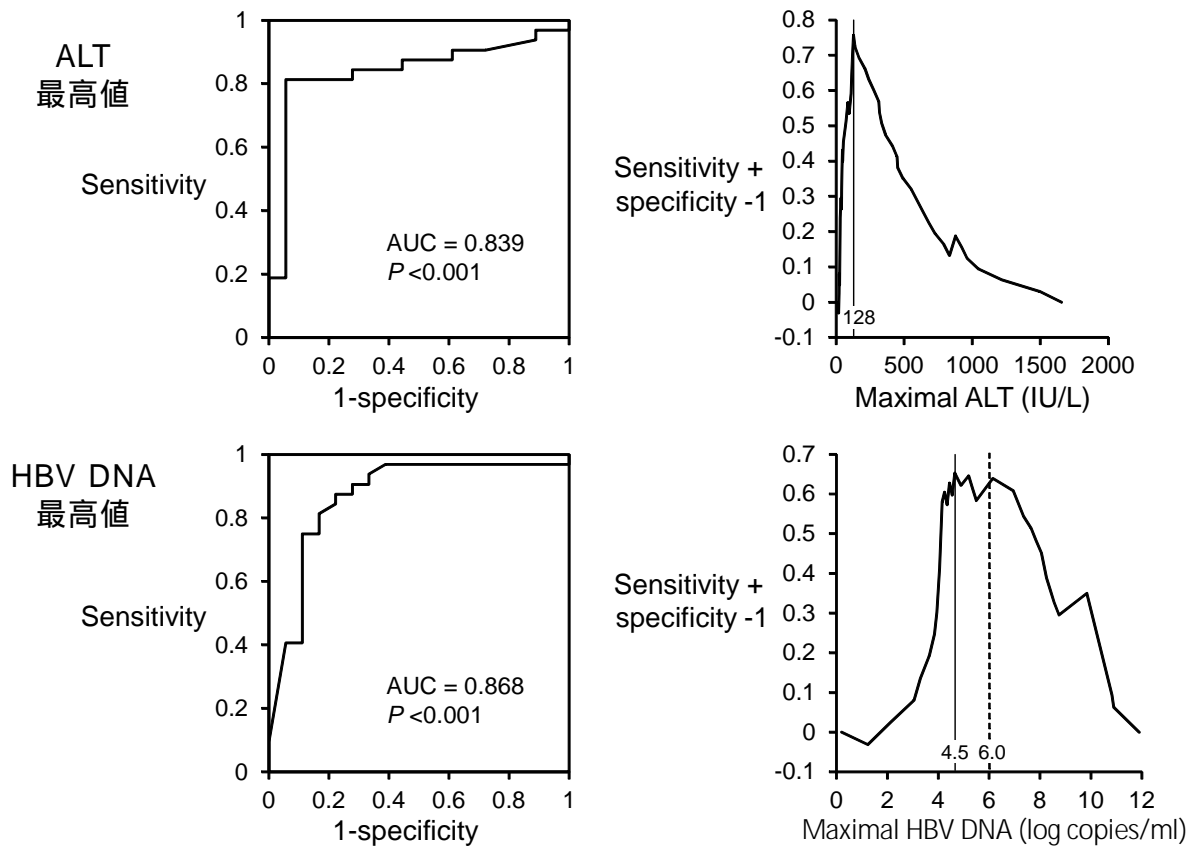 ALT
最高値
Sensitivity
1
0.8
0.6
0.4
0.2
0
0 0.2 0.4 0.6 0.8 1
1-specificity
AUC = 0.839
P <0.001
Sensitivity +
specificity -1
0.8
0.7
0.6
0.5
0.4
0.3
0.2
0.1
0
-0.1
128
0 500 1000 1500 2000
Maximal ALT (IU/L)
HBV DNA
最高値
Sensitivity
1
0.8
0.6
0.4
0.2
0
0 0.2 0.4 0.6 0.8 1
1-specificity
AUC = 0.868
P <0.001
Sensitivity +
specificity -1
0.7
0.6
0.5
0.4
0.3
0.2
0.1
0
-0.1
4.5 6.0
0 2 4 6 8 10 12
Maximal HBV DNA (log copies/ml)